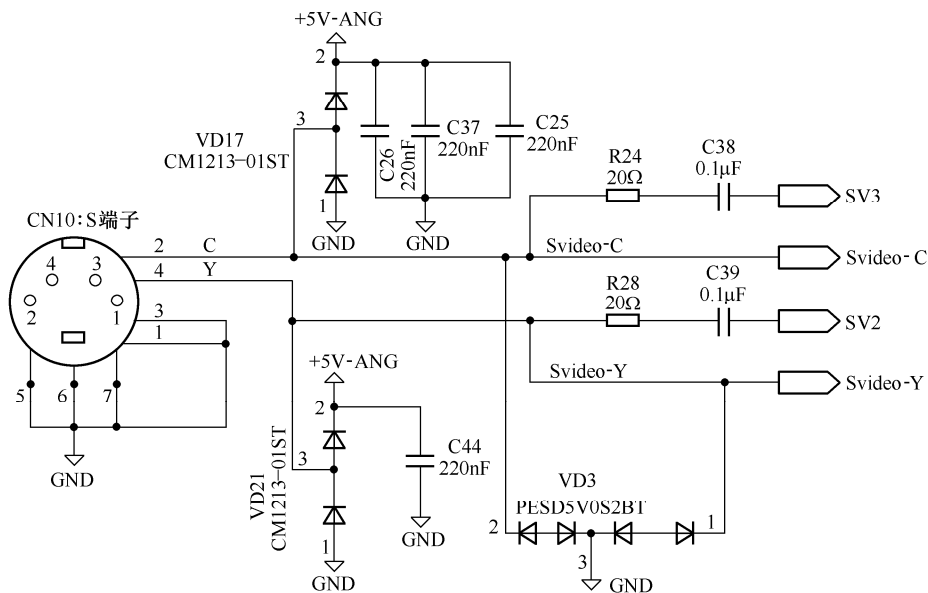 +5V-ANG
2
3
VD17
CM1213-01ST
1
GND
C26
220nF
C37
220nF
C25
220nF
GND
R24
20Ω
C38
0.1μF
SV3
CN10:S端子
4
3
2
1
2
C
4
Y
3
1
5
6
7
GND
Svideo-C
Svideo-C
R28
20Ω
C39
0.1μF
SV2
Svideo-Y
Svideo-Y
+5V-ANG
2
3
VD21
CM1213-01ST
1
GND
C44
220nF
GND
VD3
PESD5V0S2BT
2
1
3
GND